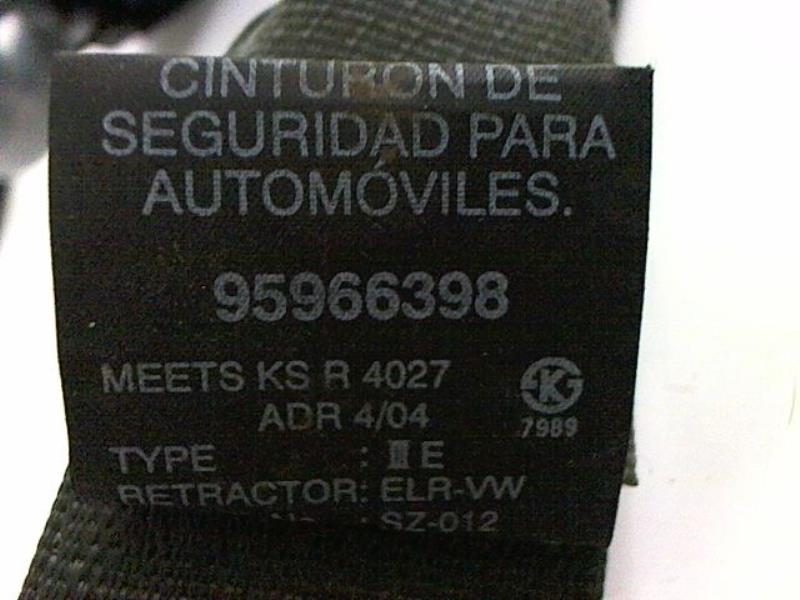 CINTURON DE
SEGURIDAD PARA
AUTOMÓVILES.
95966398
MEETS KS R 4027
ADR 4/04
7989
TYPE : III E
RETRACTOR: ELR-VW
No. : SZ-012